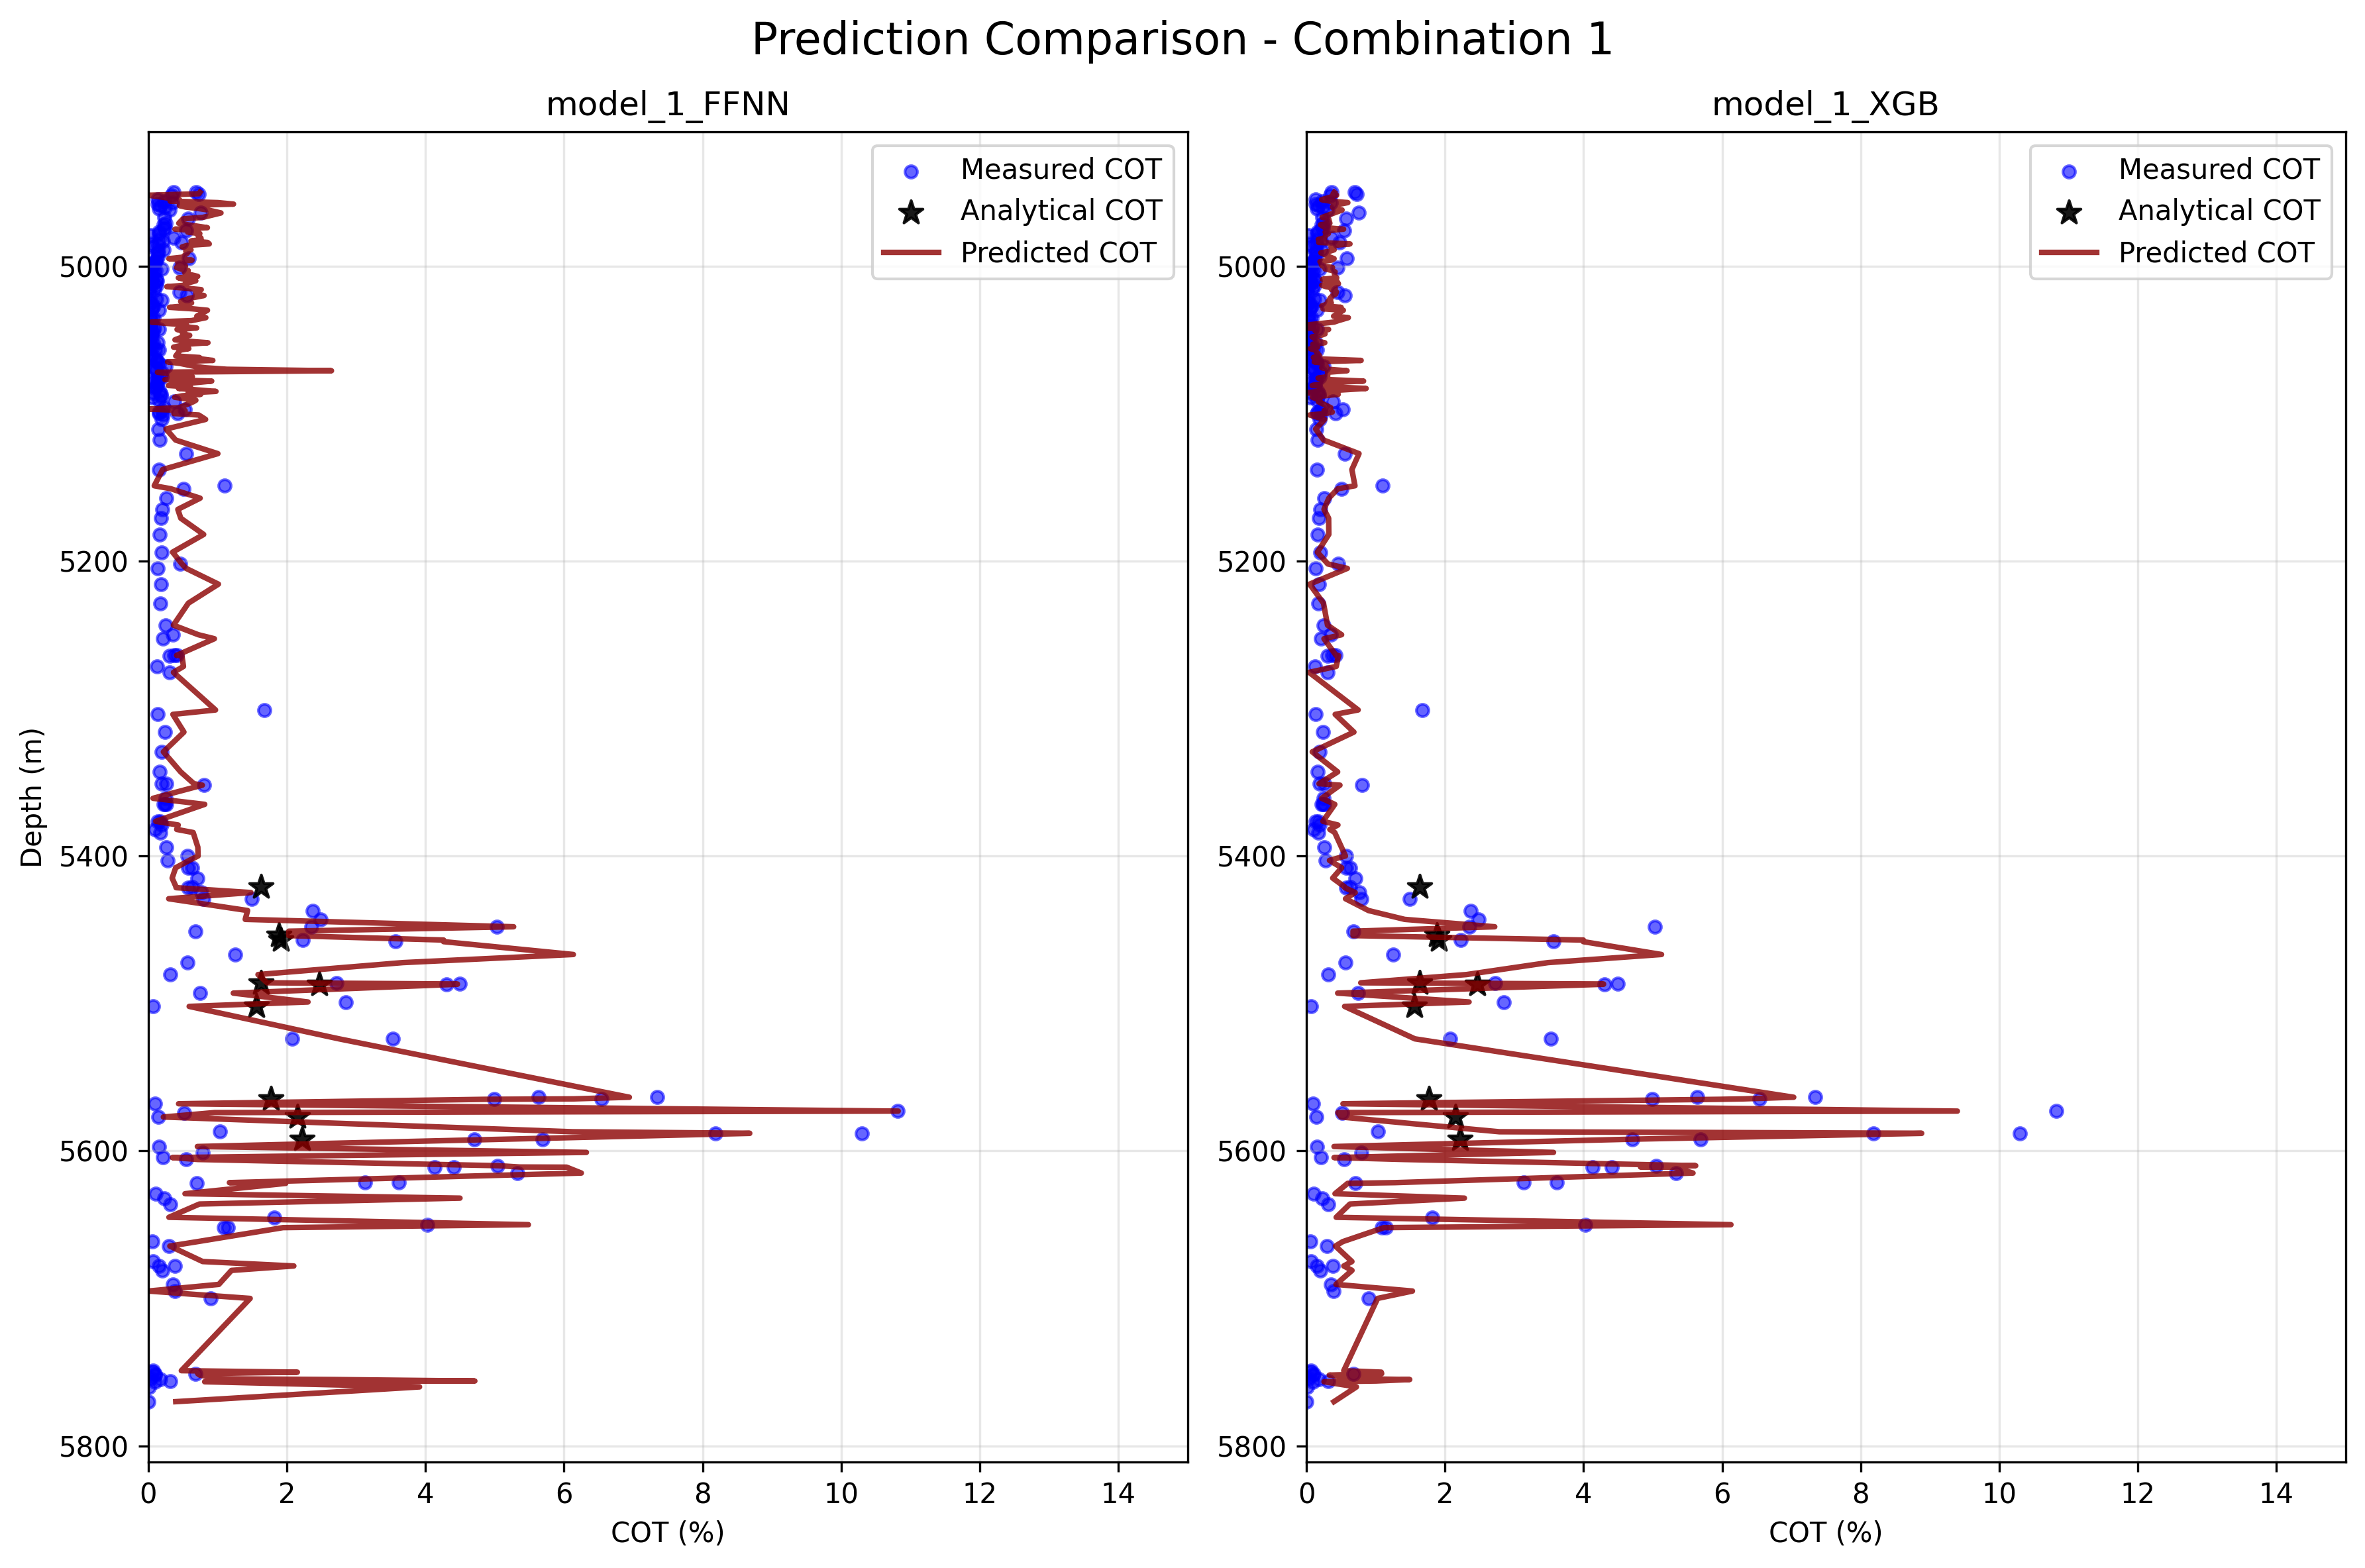 Prediction Comparison - Combination 1
model_1_FFNN
Measured COT
Analytical COT
Predicted COT
Depth (m)
5000
5200
5400
5600
5800
0 2 4 6 8 10 12 14
COT (%)
model_1_XGB
Measured COT
Analytical COT
Predicted COT
5000
5200
5400
5600
5800
0 2 4 6 8 10 12 14
COT (%)